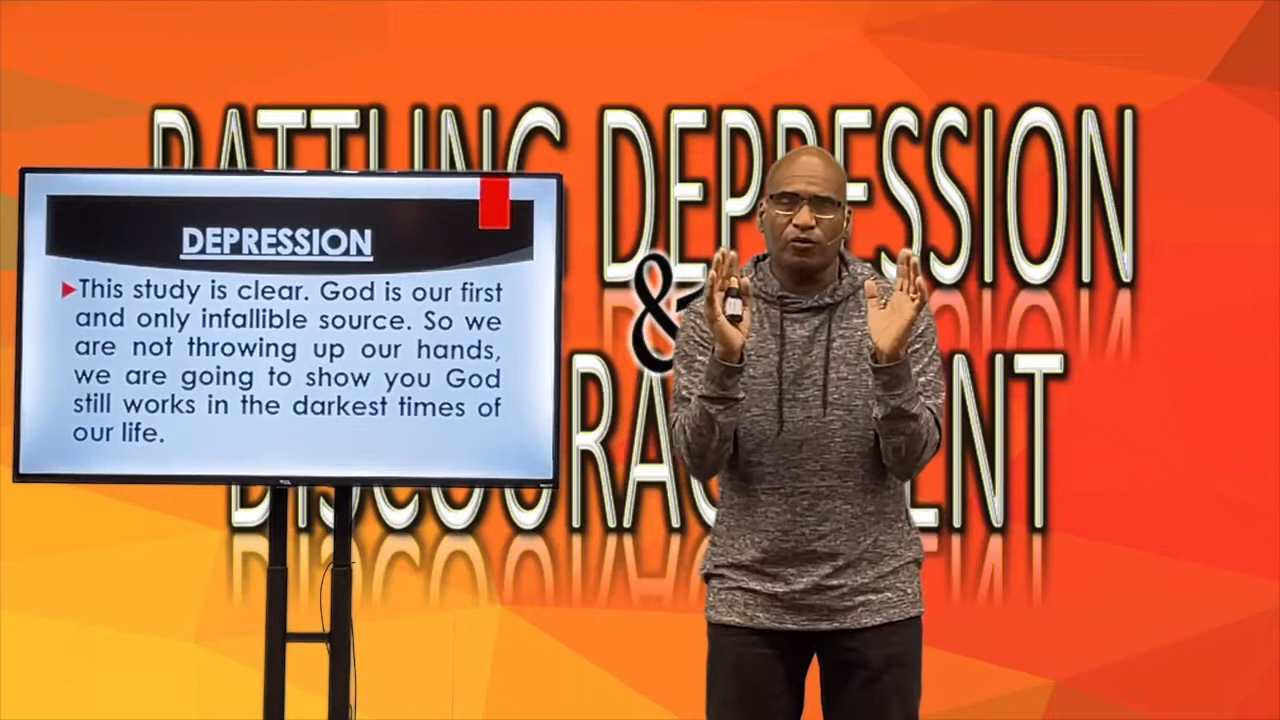 BATTLING DEPRESSION
&
DEPRESSION
This study is clear. God is our first
and only infallible source. So we
are not throwing up our hands,
we are going to show you God
still works in the darkest times of
our life.
TCL